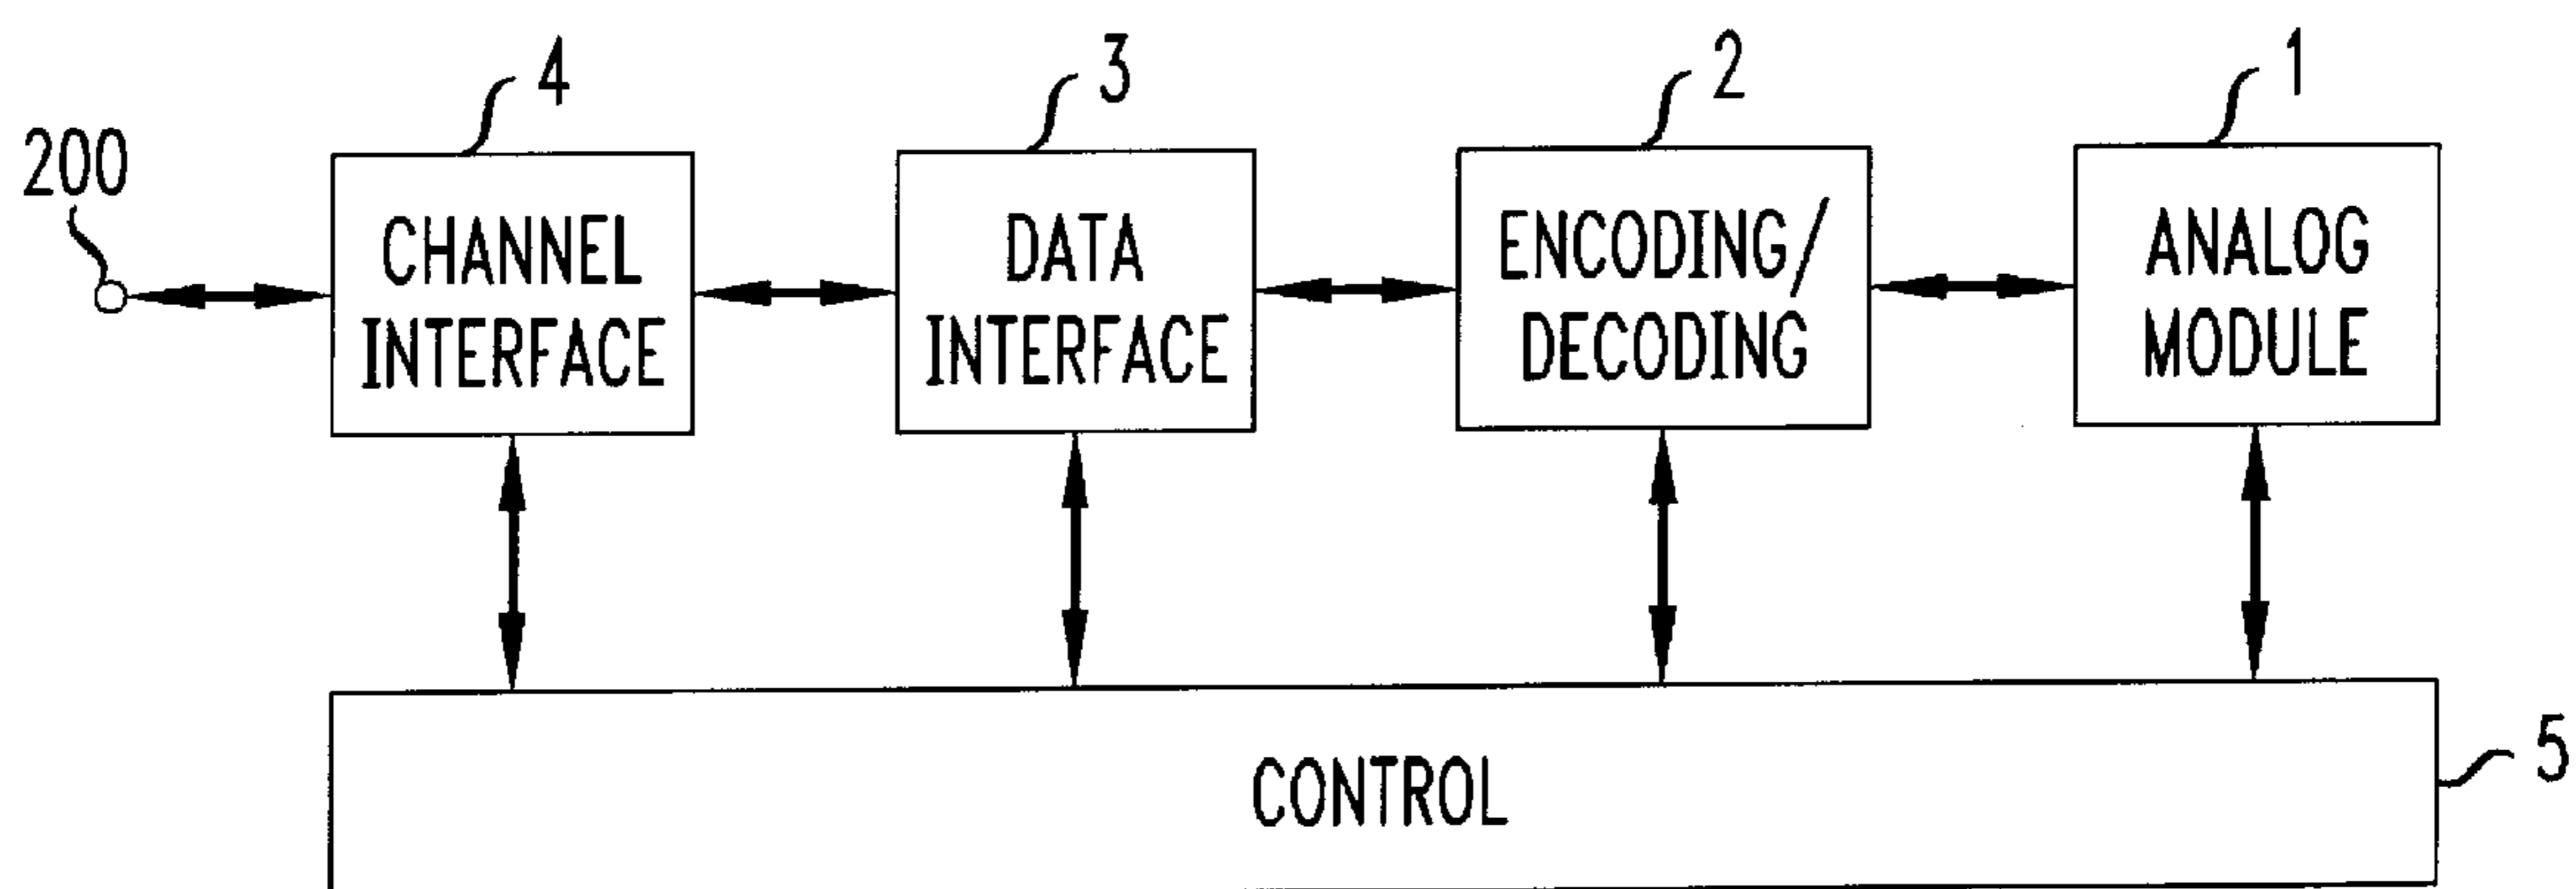 4
3
2
1
200
CHANNEL
INTERFACE
DATA
INTERFACE
ENCODING/
DECODING
ANALOG
MODULE
CONTROL
5